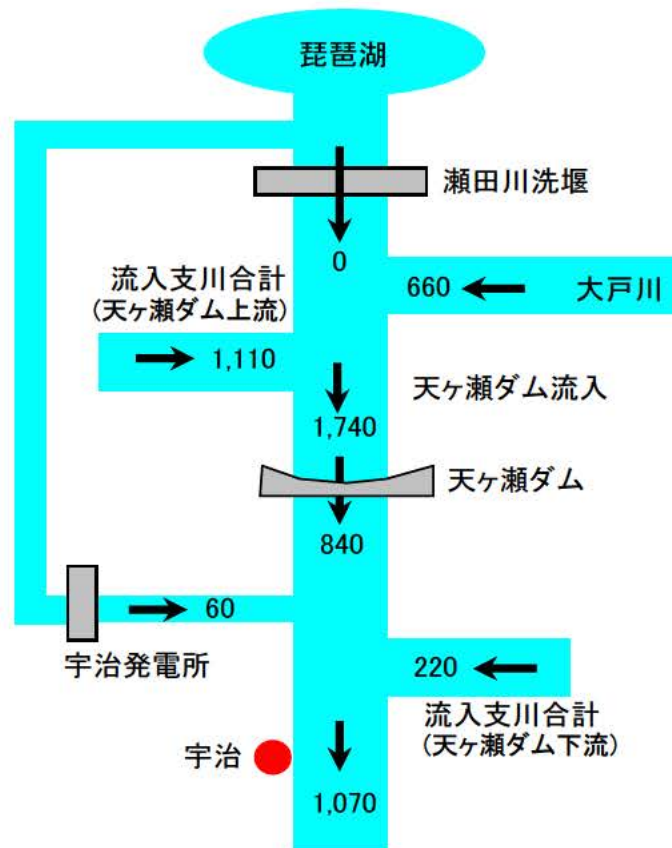 琵琶湖
瀬田川洗堰
0
流入支川合計
(天ヶ瀬ダム上流)
660
大戸川
1,110
天ヶ瀬ダム流入
1,740
天ヶ瀬ダム
840
60
宇治発電所
220
流入支川合計
(天ヶ瀬ダム下流)
宇治
1,070